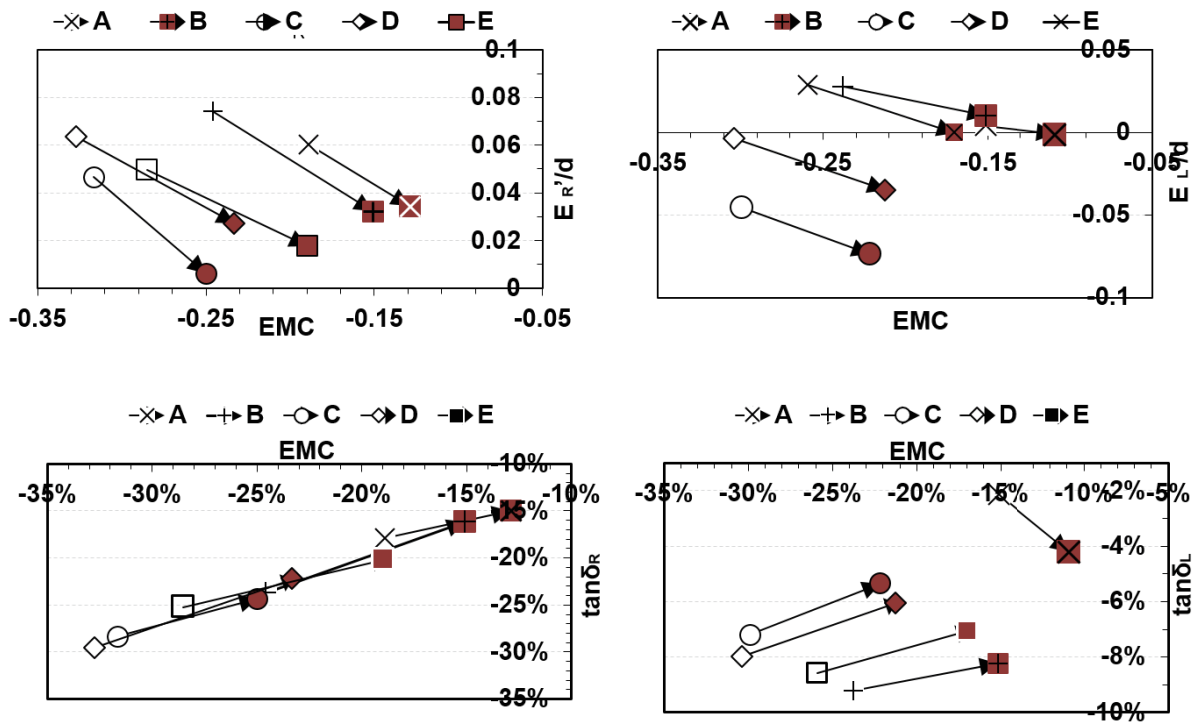 A B C D E
0.1
0.08
0.06
0.04
0.02
0
E R'/d
-0.35 -0.25 -0.15 -0.05
EMC
A B C D E
0.05
0
-0.05
-0.1
E L'/d
-0.35 -0.25 -0.15 -0.05
EMC
A B C D E
EMC
-35% -30% -25% -20% -15% -10%
-10%
-15%
-20%
-25%
-30%
-35%
tanδR
A B C D E
EMC
-35% -30% -25% -20% -15% -10% -5%
-2%
-4%
-6%
-8%
-10%
tanδL